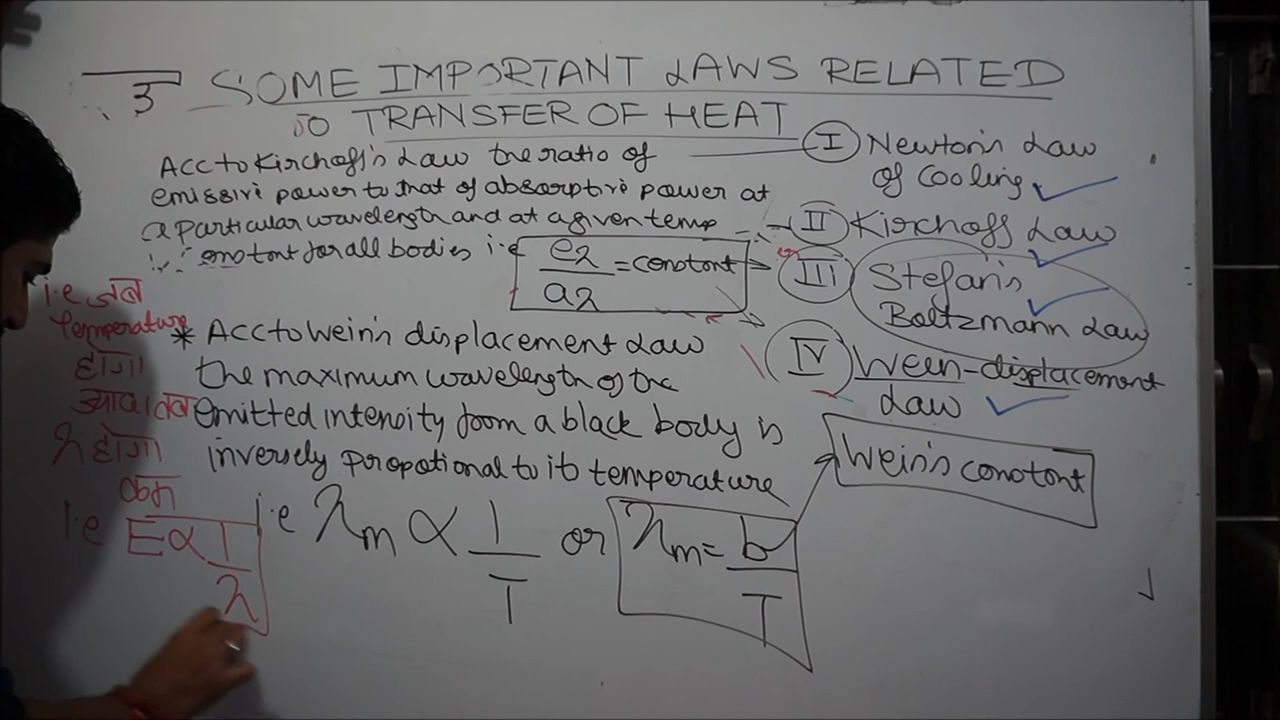 3 SOME IMPORTANT LAWS RELATED
TO TRANSFER OF HEAT
Acc to Kirchoff's Law the ratio of
emissive power to that of absorptive power at
a particular wavelength and at a given temp
constant for all bodies i.e
eλ/aλ = constant
I Newton's Law
of Cooling
II Kirchoff Law
III Stefan's
Boltzmann Law
IV Wein-displacement
Law
* Acc to Wein's displacement Law
the maximum wavelength of the
emitted intensity from a black body is
inversely propotional to it temperature
i.e λm ∝ 1/T or λm = b/T
Wein's constant
i.e जब
temperature
होगा
ज्यादा तब
λ होगा
कम
i.e E ∝ 1/λ